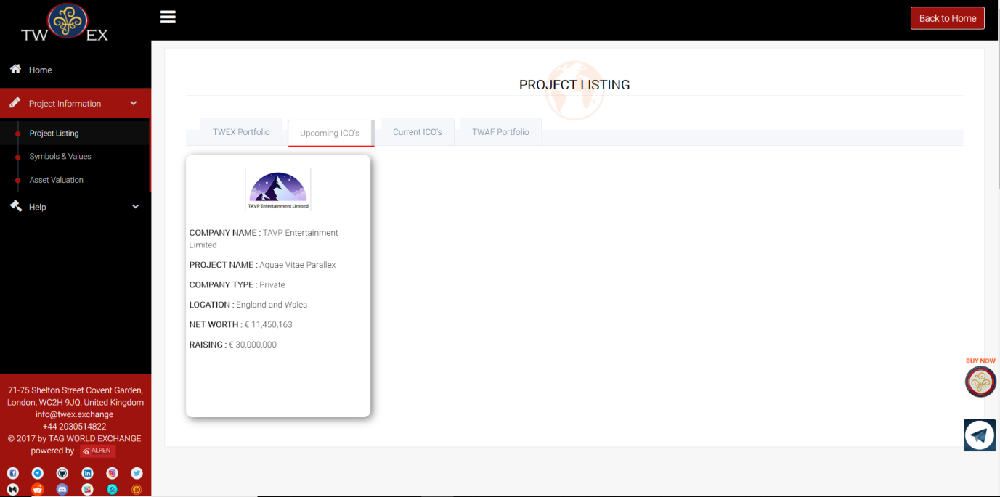 TW EX
Back to Home
Home
Project Information
Project Listing
Symbols & Values
Asset Valuation
Help
PROJECT LISTING
TWEX Portfolio
Upcoming ICO's
Current ICO's
TWAF Portfolio
TAVP Entertainment Limited
COMPANY NAME : TAVP Entertainment
Limited
PROJECT NAME : Aquae Vitae Parallex
COMPANY TYPE : Private
LOCATION : England and Wales
NET WORTH : € 11,450,163
RAISING : € 30,000,000
BUY NOW
71-75 Shelton Street Covent Garden,
London, WC2H 9JQ, United Kingdom
info@twex.exchange
+44 2030514822
© 2017 by TAG WORLD EXCHANGE
powered by ALPEN